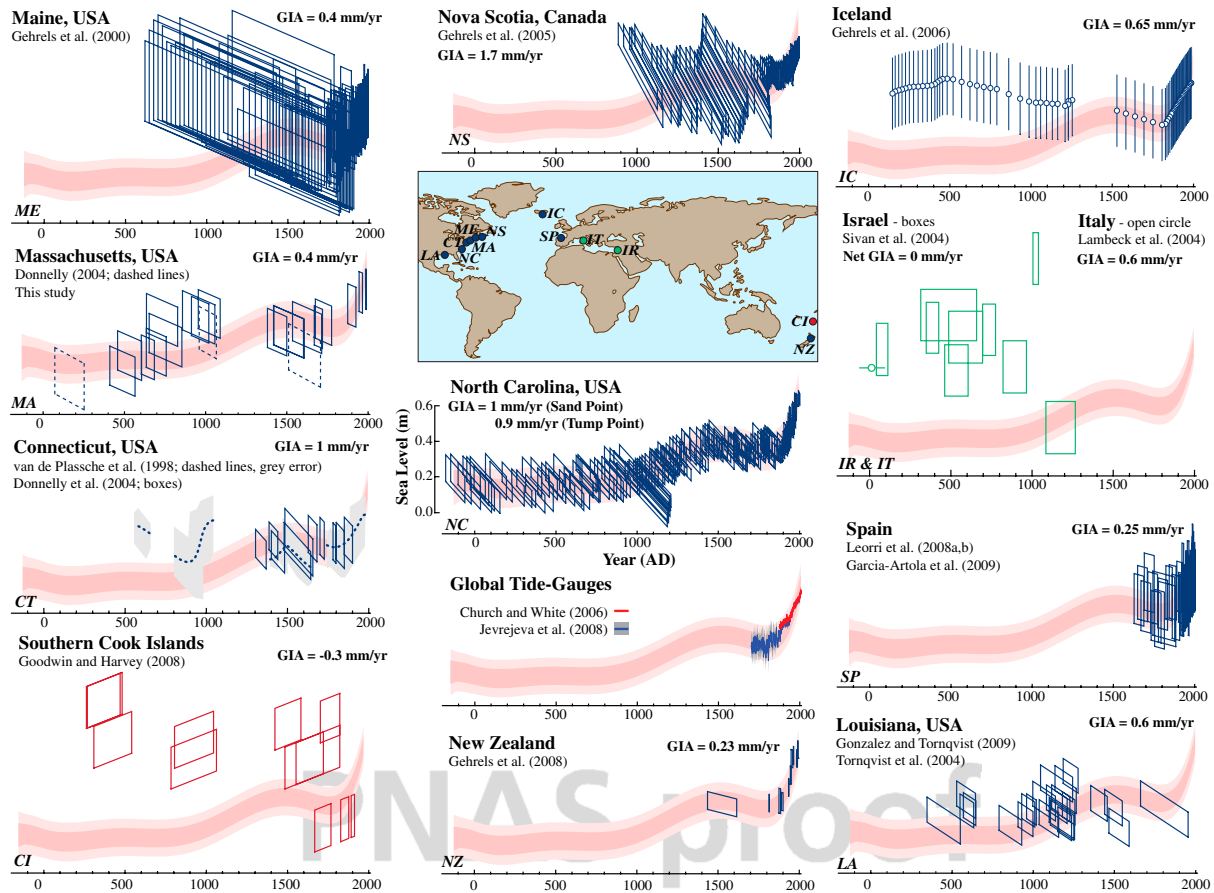 Maine, USA
Gehrels et al. (2000)
GIA = 0.4 mm/yr
ME
0 500 1000 1500 2000
Nova Scotia, Canada
Gehrels et al. (2005)
GIA = 1.7 mm/yr
NS
0 500 1000 1500 2000
Iceland
Gehrels et al. (2006)
GIA = 0.65 mm/yr
IC
0 500 1000 1500 2000
Massachusetts, USA
Donnelly (2004; dashed lines)
This study
GIA = 0.4 mm/yr
MA
0 500 1000 1500 2000
IC
ME
NS
CT
MA
LA
NC
SP
IT
IR
CI
NZ
Israel - boxes
Sivan et al. (2004)
Net GIA = 0 mm/yr
Italy - open circle
Lambeck et al. (2004)
GIA = 0.6 mm/yr
IR & IT
0 500 1000 1500 2000
Connecticut, USA
GIA = 1 mm/yr
van de Plassche et al. (1998; dashed lines, grey error)
Donnelly et al. (2004; boxes)
CT
0 500 1000 1500 2000
North Carolina, USA
GIA = 1 mm/yr (Sand Point)
0.9 mm/yr (Tump Point)
Sea Level (m)
0.6
0.4
0.2
0.0
NC
0 500 1000 1500 2000
Year (AD)
Spain
GIA = 0.25 mm/yr
Leorri et al. (2008a,b)
Garcia-Artola et al. (2009)
SP
0 500 1000 1500 2000
Global Tide-Gauges
Church and White (2006)
Jevrejeva et al. (2008)
0 500 1000 1500 2000
Southern Cook Islands
Goodwin and Harvey (2008)
GIA = -0.3 mm/yr
CI
0 500 1000 1500 2000
New Zealand
Gehrels et al. (2008)
GIA = 0.23 mm/yr
NZ
0 500 1000 1500 2000
Louisiana, USA
GIA = 0.6 mm/yr
Gonzalez and Tornqvist (2009)
Tornqvist et al. (2004)
LA
0 500 1000 1500 2000
PNAS proof